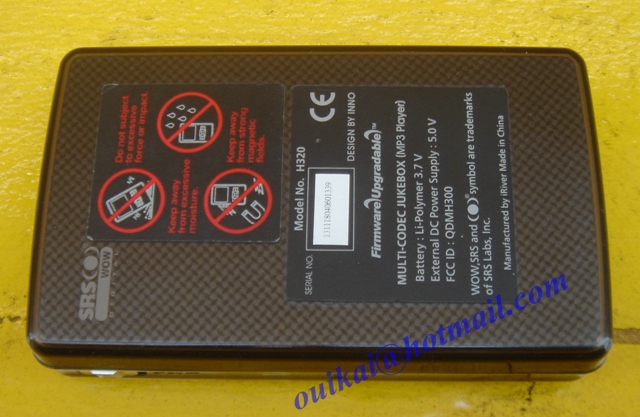 Do not subject
to excessive
force or impact.
Keep away
from excessive
moisture.
Keep away
from strong
magnetic
fields.
SRS(●)
WOW
Model No. H320
CE
SERIAL NO.
DESIGN BY INNO
FirmwareUpgradable™
MULTI-CODEC JUKEBOX (MP3 Player)
Battery : Li-Polymer 3.7 V
External DC Power Supply : 5.0 V
FCC ID : QDMH300
WOW,SRS and (●)® symbol are trademarks
of SRS Labs, Inc.
Manufactured by iRiver Made in China
ouikai@hotmail.com